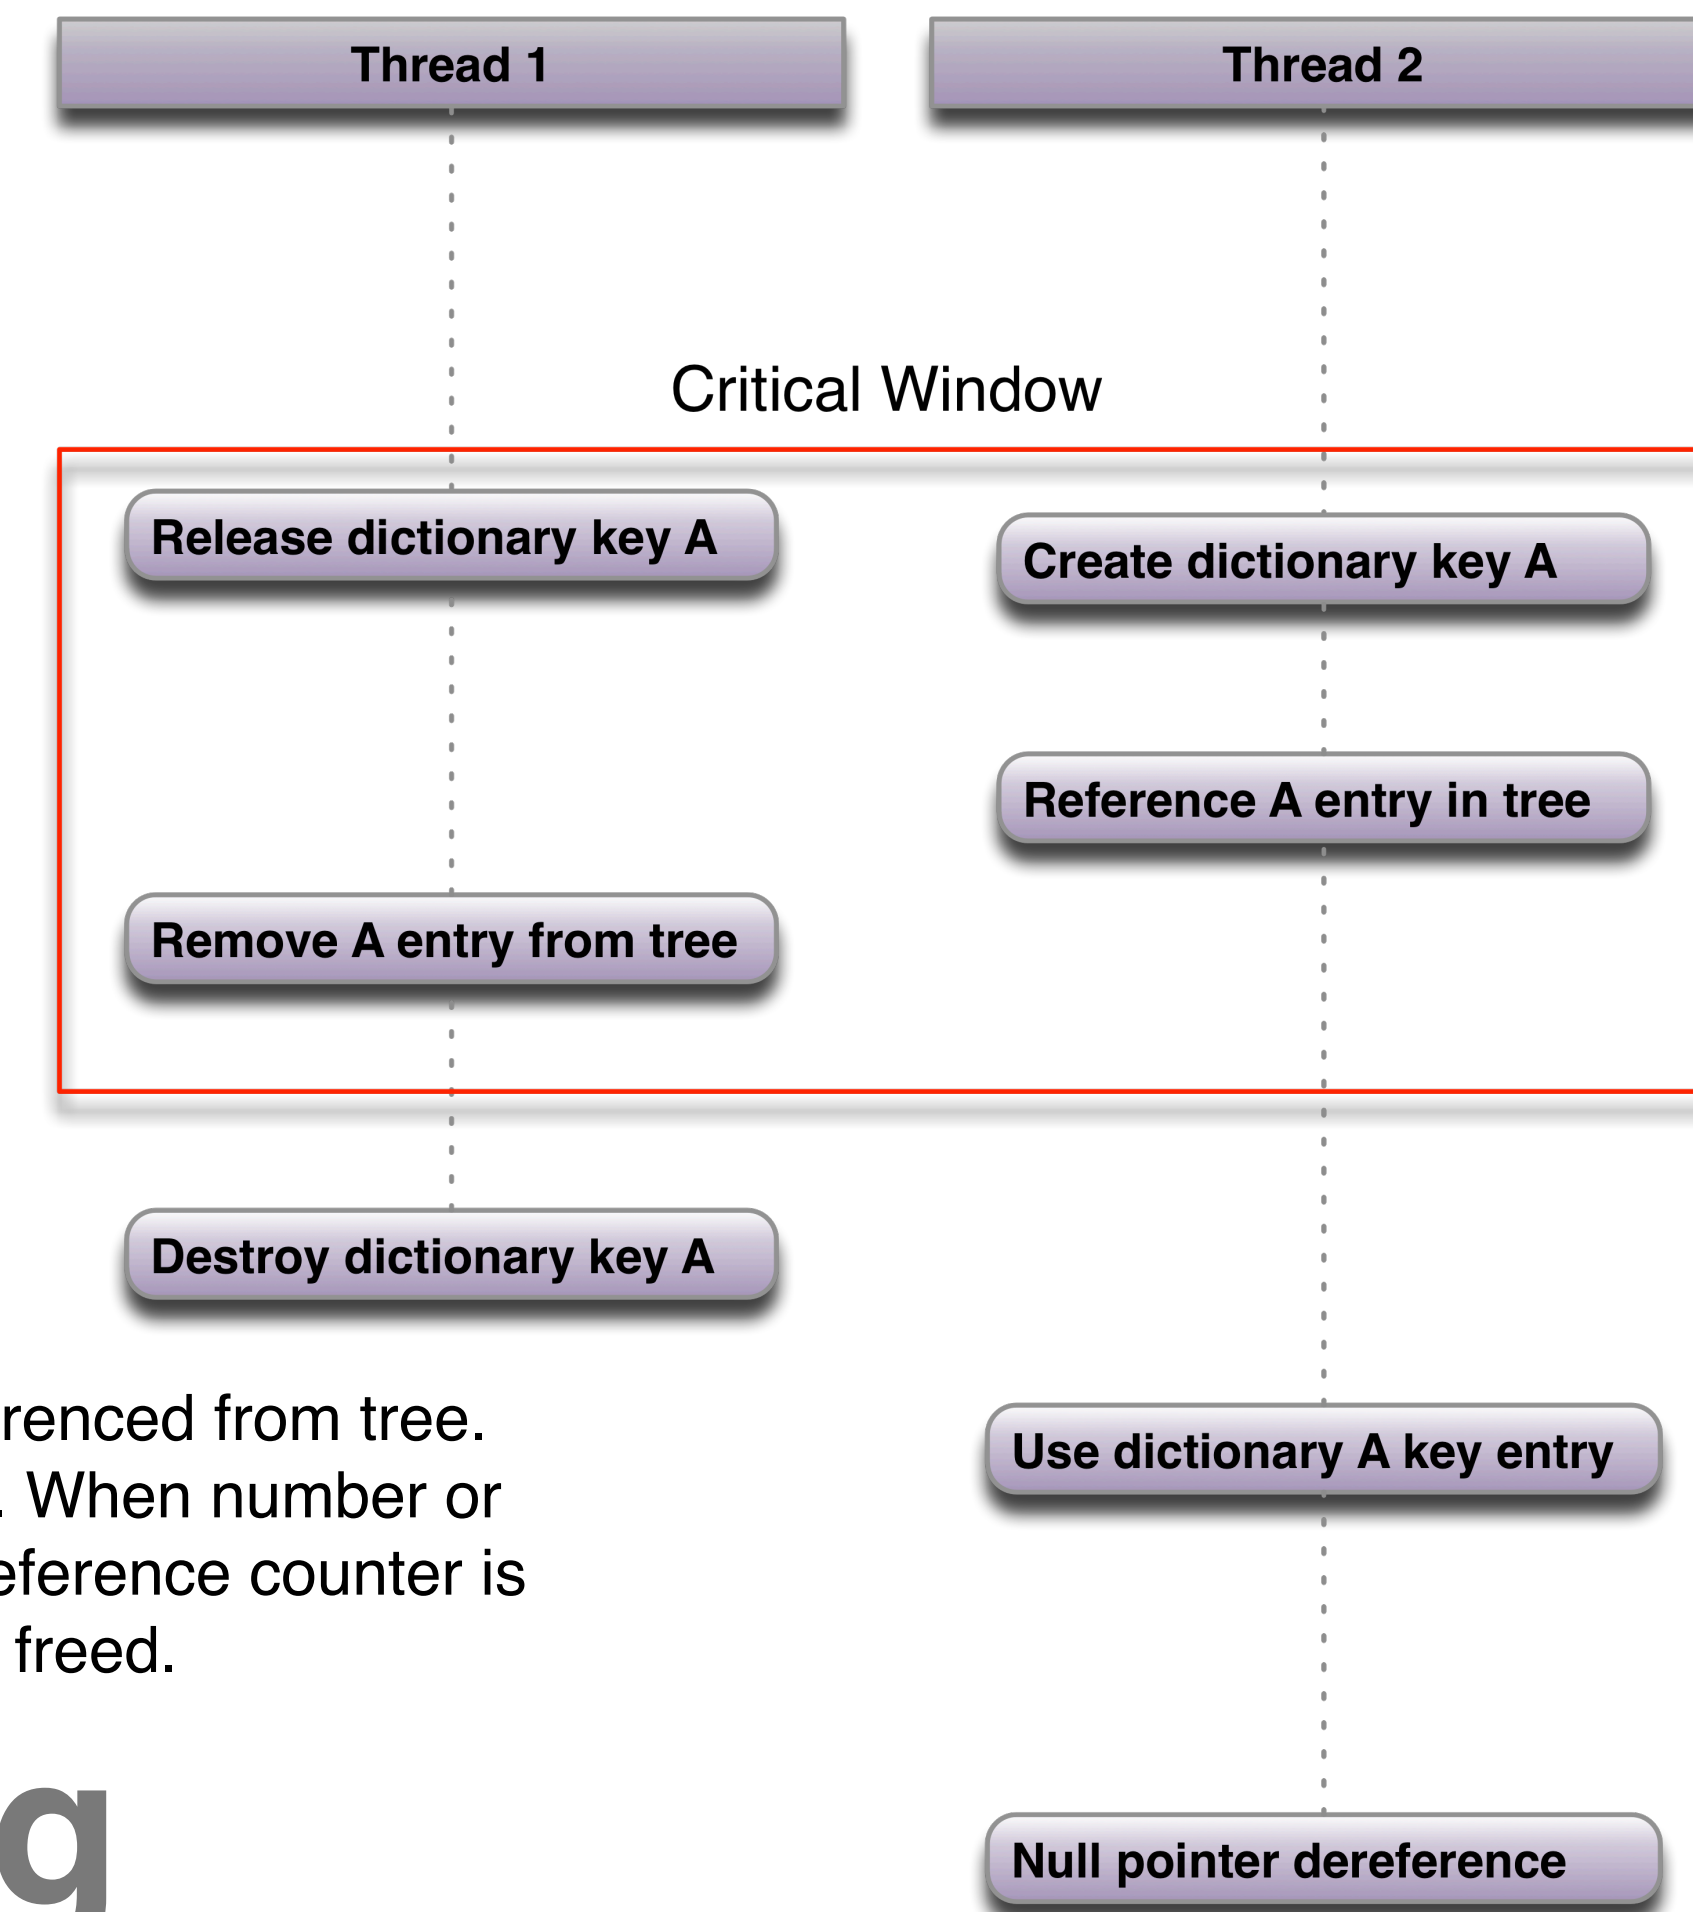 Thread 1
Thread 2
Critical Window
Release dictionary key A
Create dictionary key A
Reference A entry in tree
Remove A entry from tree
Destroy dictionary key A
renced from tree.
Use dictionary A key entry
. When number or
eference counter is
freed.
g
Null pointer dereference